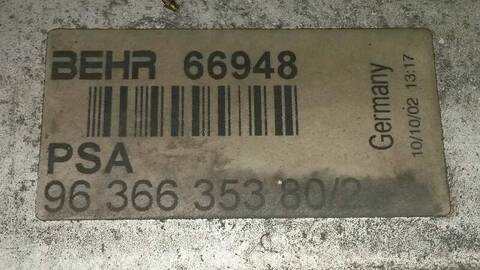 BEHR 66948
PSA
96 366 353 80/2
Germany
10/10/02 13:17